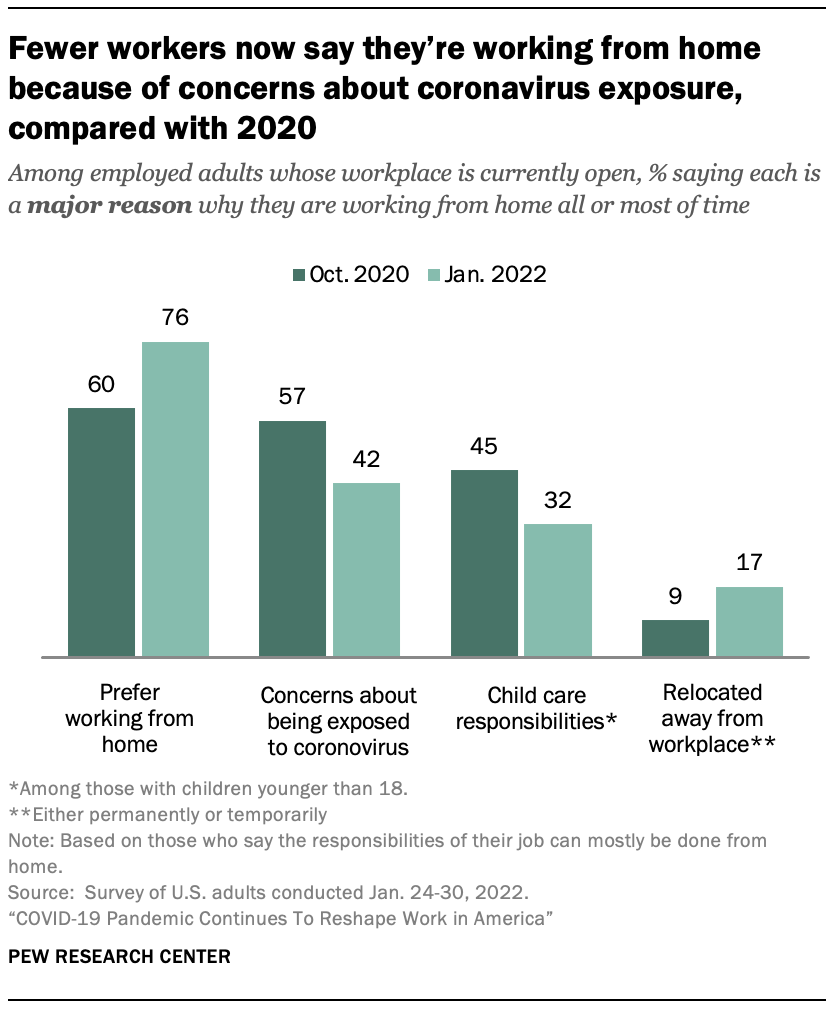 Fewer workers now say they’re working from home
because of concerns about coronavirus exposure,
compared with 2020
Among employed adults whose workplace is currently open, % saying each is
a major reason why they are working from home all or most of time
Oct. 2020 Jan. 2022
60 76 57 42 45 32 9 17
Prefer
working from
home
Concerns about
being exposed
to coronovirus
Child care
responsibilities*
Relocated
away from
workplace**
*Among those with children younger than 18.
**Either permanently or temporarily
Note: Based on those who say the responsibilities of their job can mostly be done from
home.
Source: Survey of U.S. adults conducted Jan. 24-30, 2022.
“COVID-19 Pandemic Continues To Reshape Work in America”
PEW RESEARCH CENTER